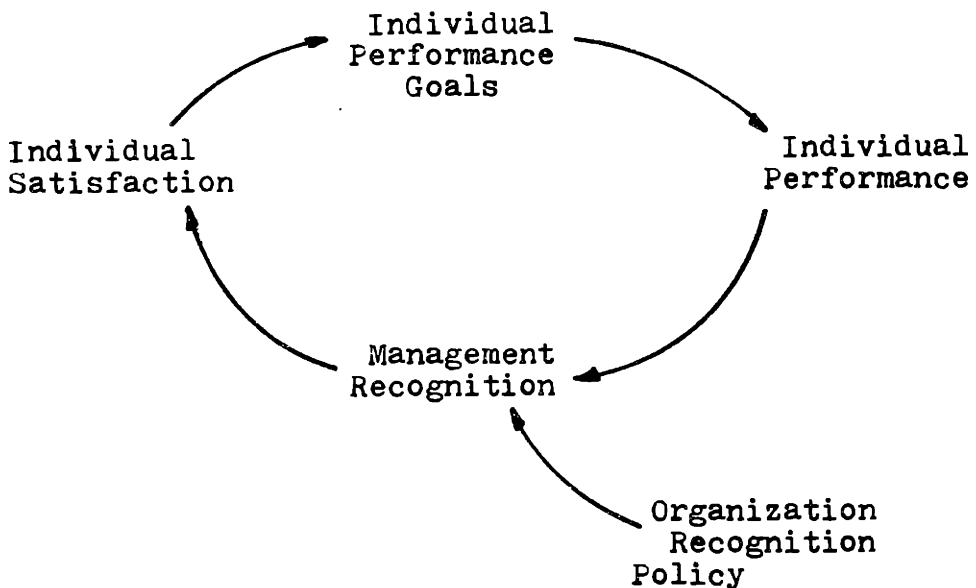 Individual
Performance
Goals
Individual
Satisfaction
Individual
Performance
Management
Recognition
Organization
Recognition
Policy